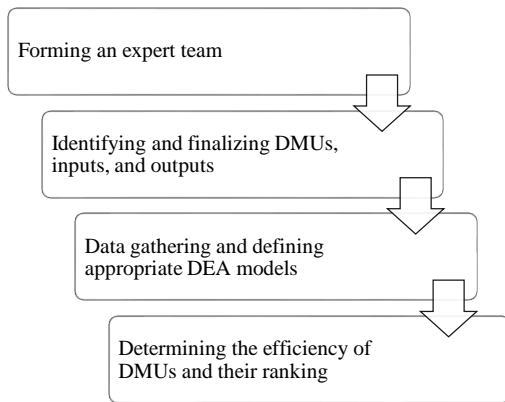 Forming an expert team
Identifying and finalizing DMUs,
inputs, and outputs
Data gathering and defining
appropriate DEA models
Determining the efficiency of
DMUs and their ranking